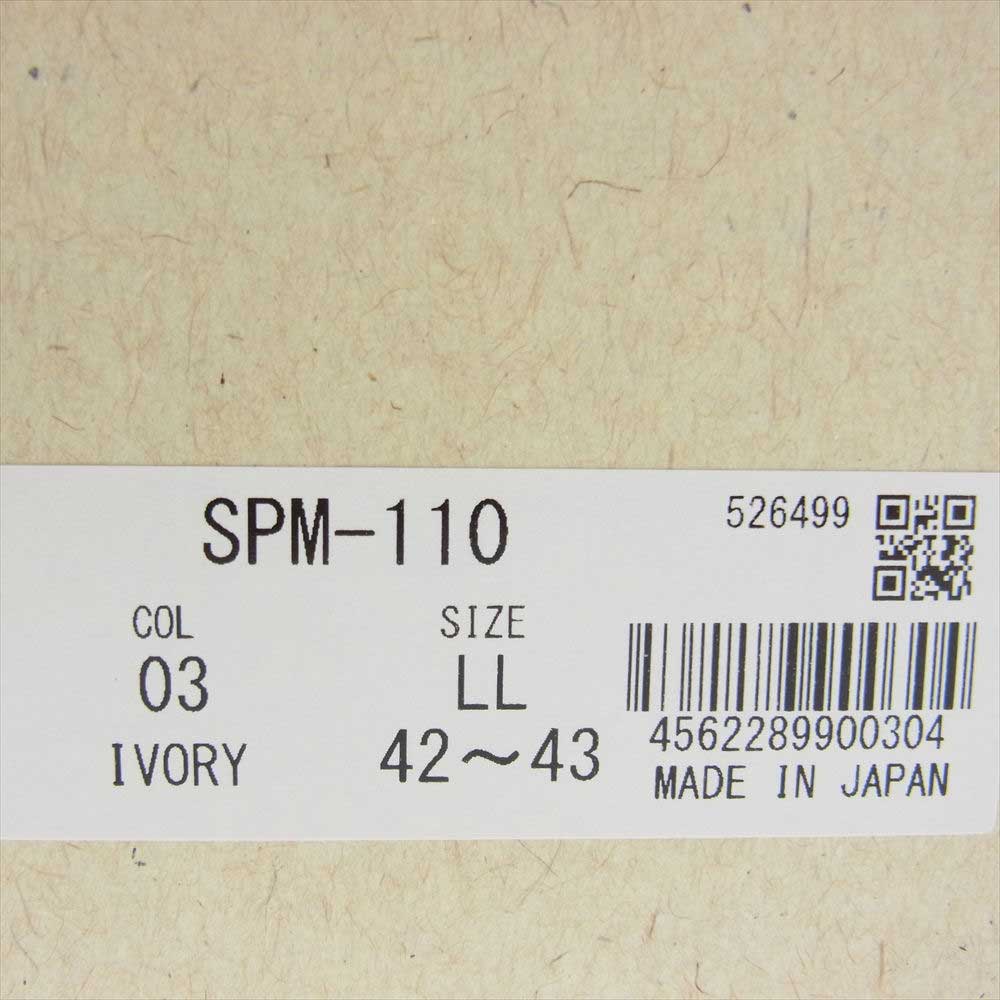 SPM-110
526499
COL
03
IVORY
SIZE
LL
42～43
4562289900304
MADE IN JAPAN